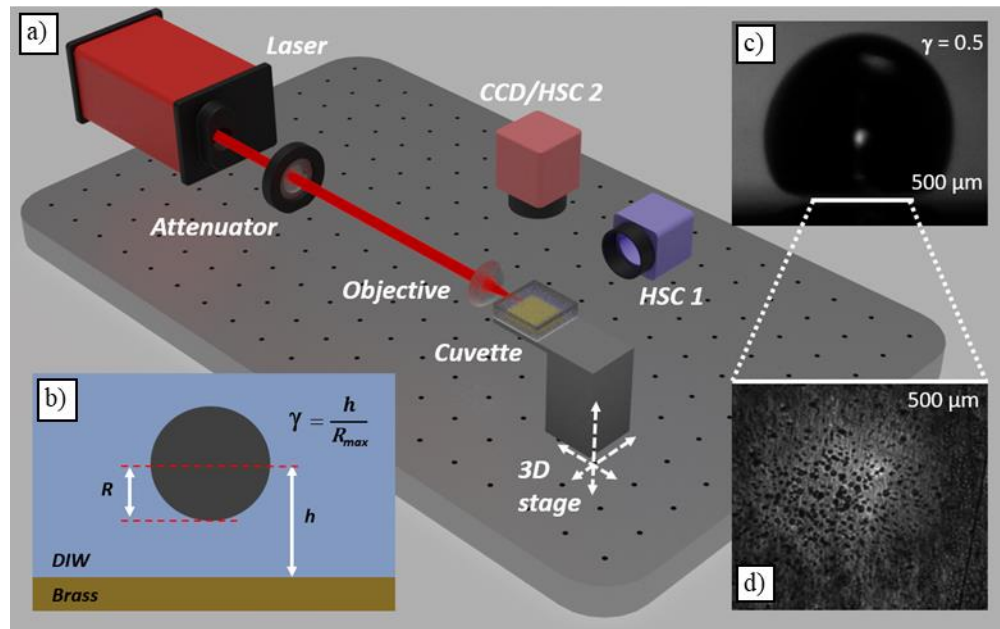 a)
Laser
CCD/HSC 2
Attenuator
Objective
HSC 1
Cuvette
3D
stage
b)
γ = h
R_max
R
h
DIW
Brass
c)
γ = 0.5
500 μm
500 μm
d)